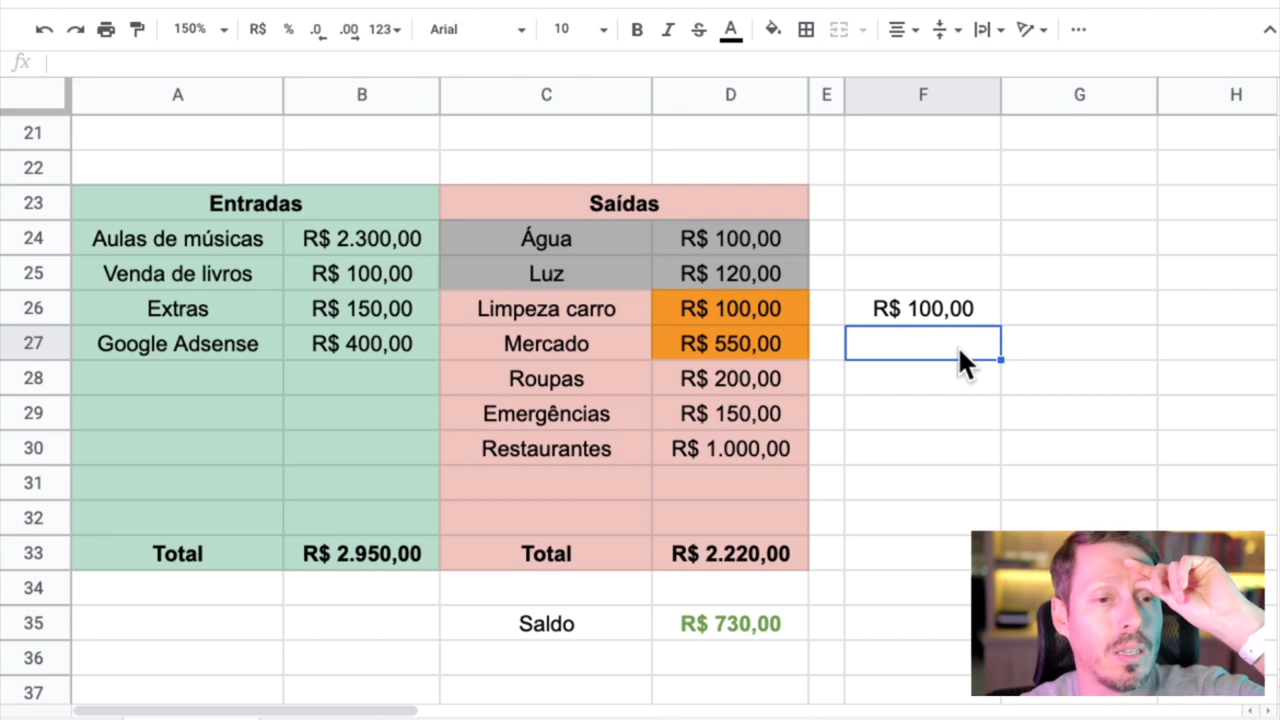 150% R$ % .0 .00 123 Arial 10 B I S A
fx
A B C D E F G H
21
22
23 Entradas Saídas
24 Aulas de músicas R$ 2.300,00 Água R$ 100,00
25 Venda de livros R$ 100,00 Luz R$ 120,00
26 Extras R$ 150,00 Limpeza carro R$ 100,00 R$ 100,00
27 Google Adsense R$ 400,00 Mercado R$ 550,00
28 Roupas R$ 200,00
29 Emergências R$ 150,00
30 Restaurantes R$ 1.000,00
31
32
33 Total R$ 2.950,00 Total R$ 2.220,00
34
35 Saldo R$ 730,00
36
37